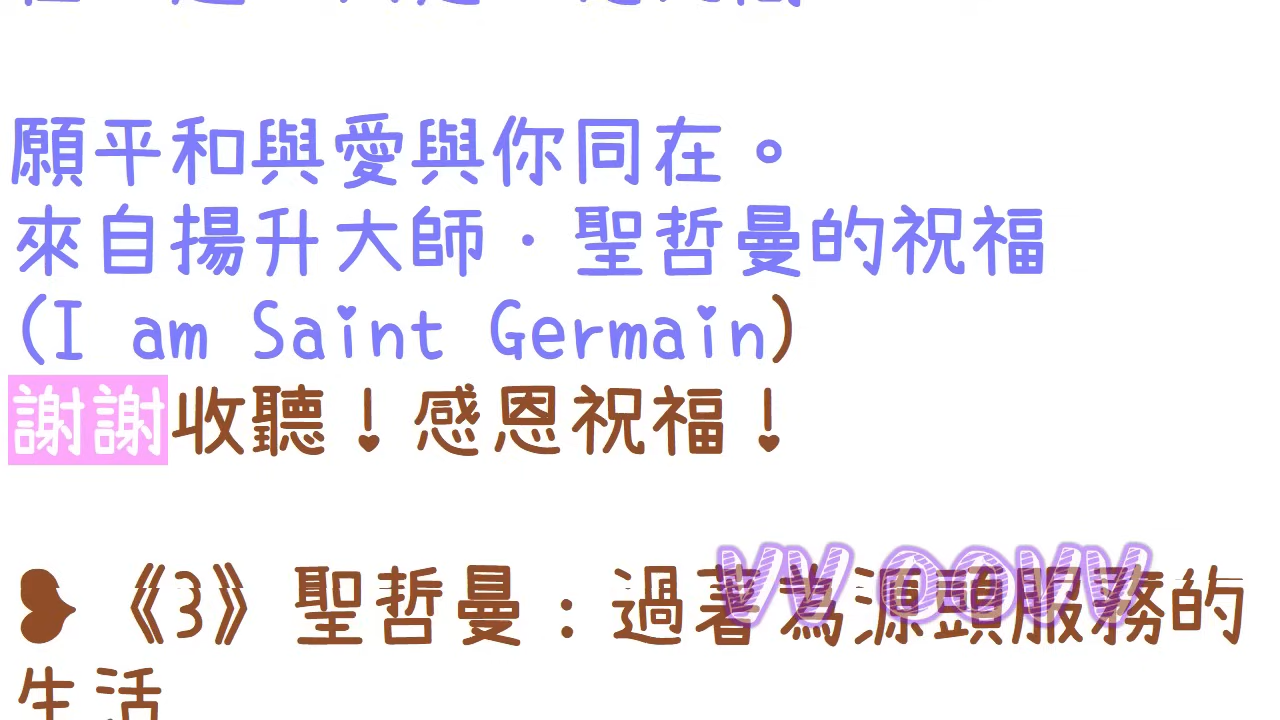 願平和與愛與你同在。
來自揚升大師·聖哲曼的祝福
(I am Saint Germain)
謝謝收聽！感恩祝福！
❥ 《3》 聖哲曼：過著為源頭服務的
生活